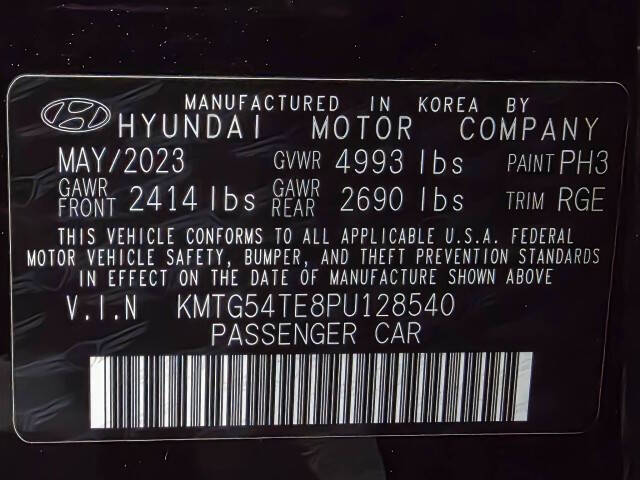 MANUFACTURED IN KOREA BY
HYUNDAI MOTOR COMPANY
MAY/2023 GVWR 4993 lbs PAINT PH3
GAWR FRONT 2414 lbs GAWR REAR 2690 lbs TRIM RGE
THIS VEHICLE CONFORMS TO ALL APPLICABLE U.S.A. FEDERAL
MOTOR VEHICLE SAFETY, BUMPER, AND THEFT PREVENTION STANDARDS
IN EFFECT ON THE DATE OF MANUFACTURE SHOWN ABOVE
V.I.N KMTG54TE8PU128540
PASSENGER CAR